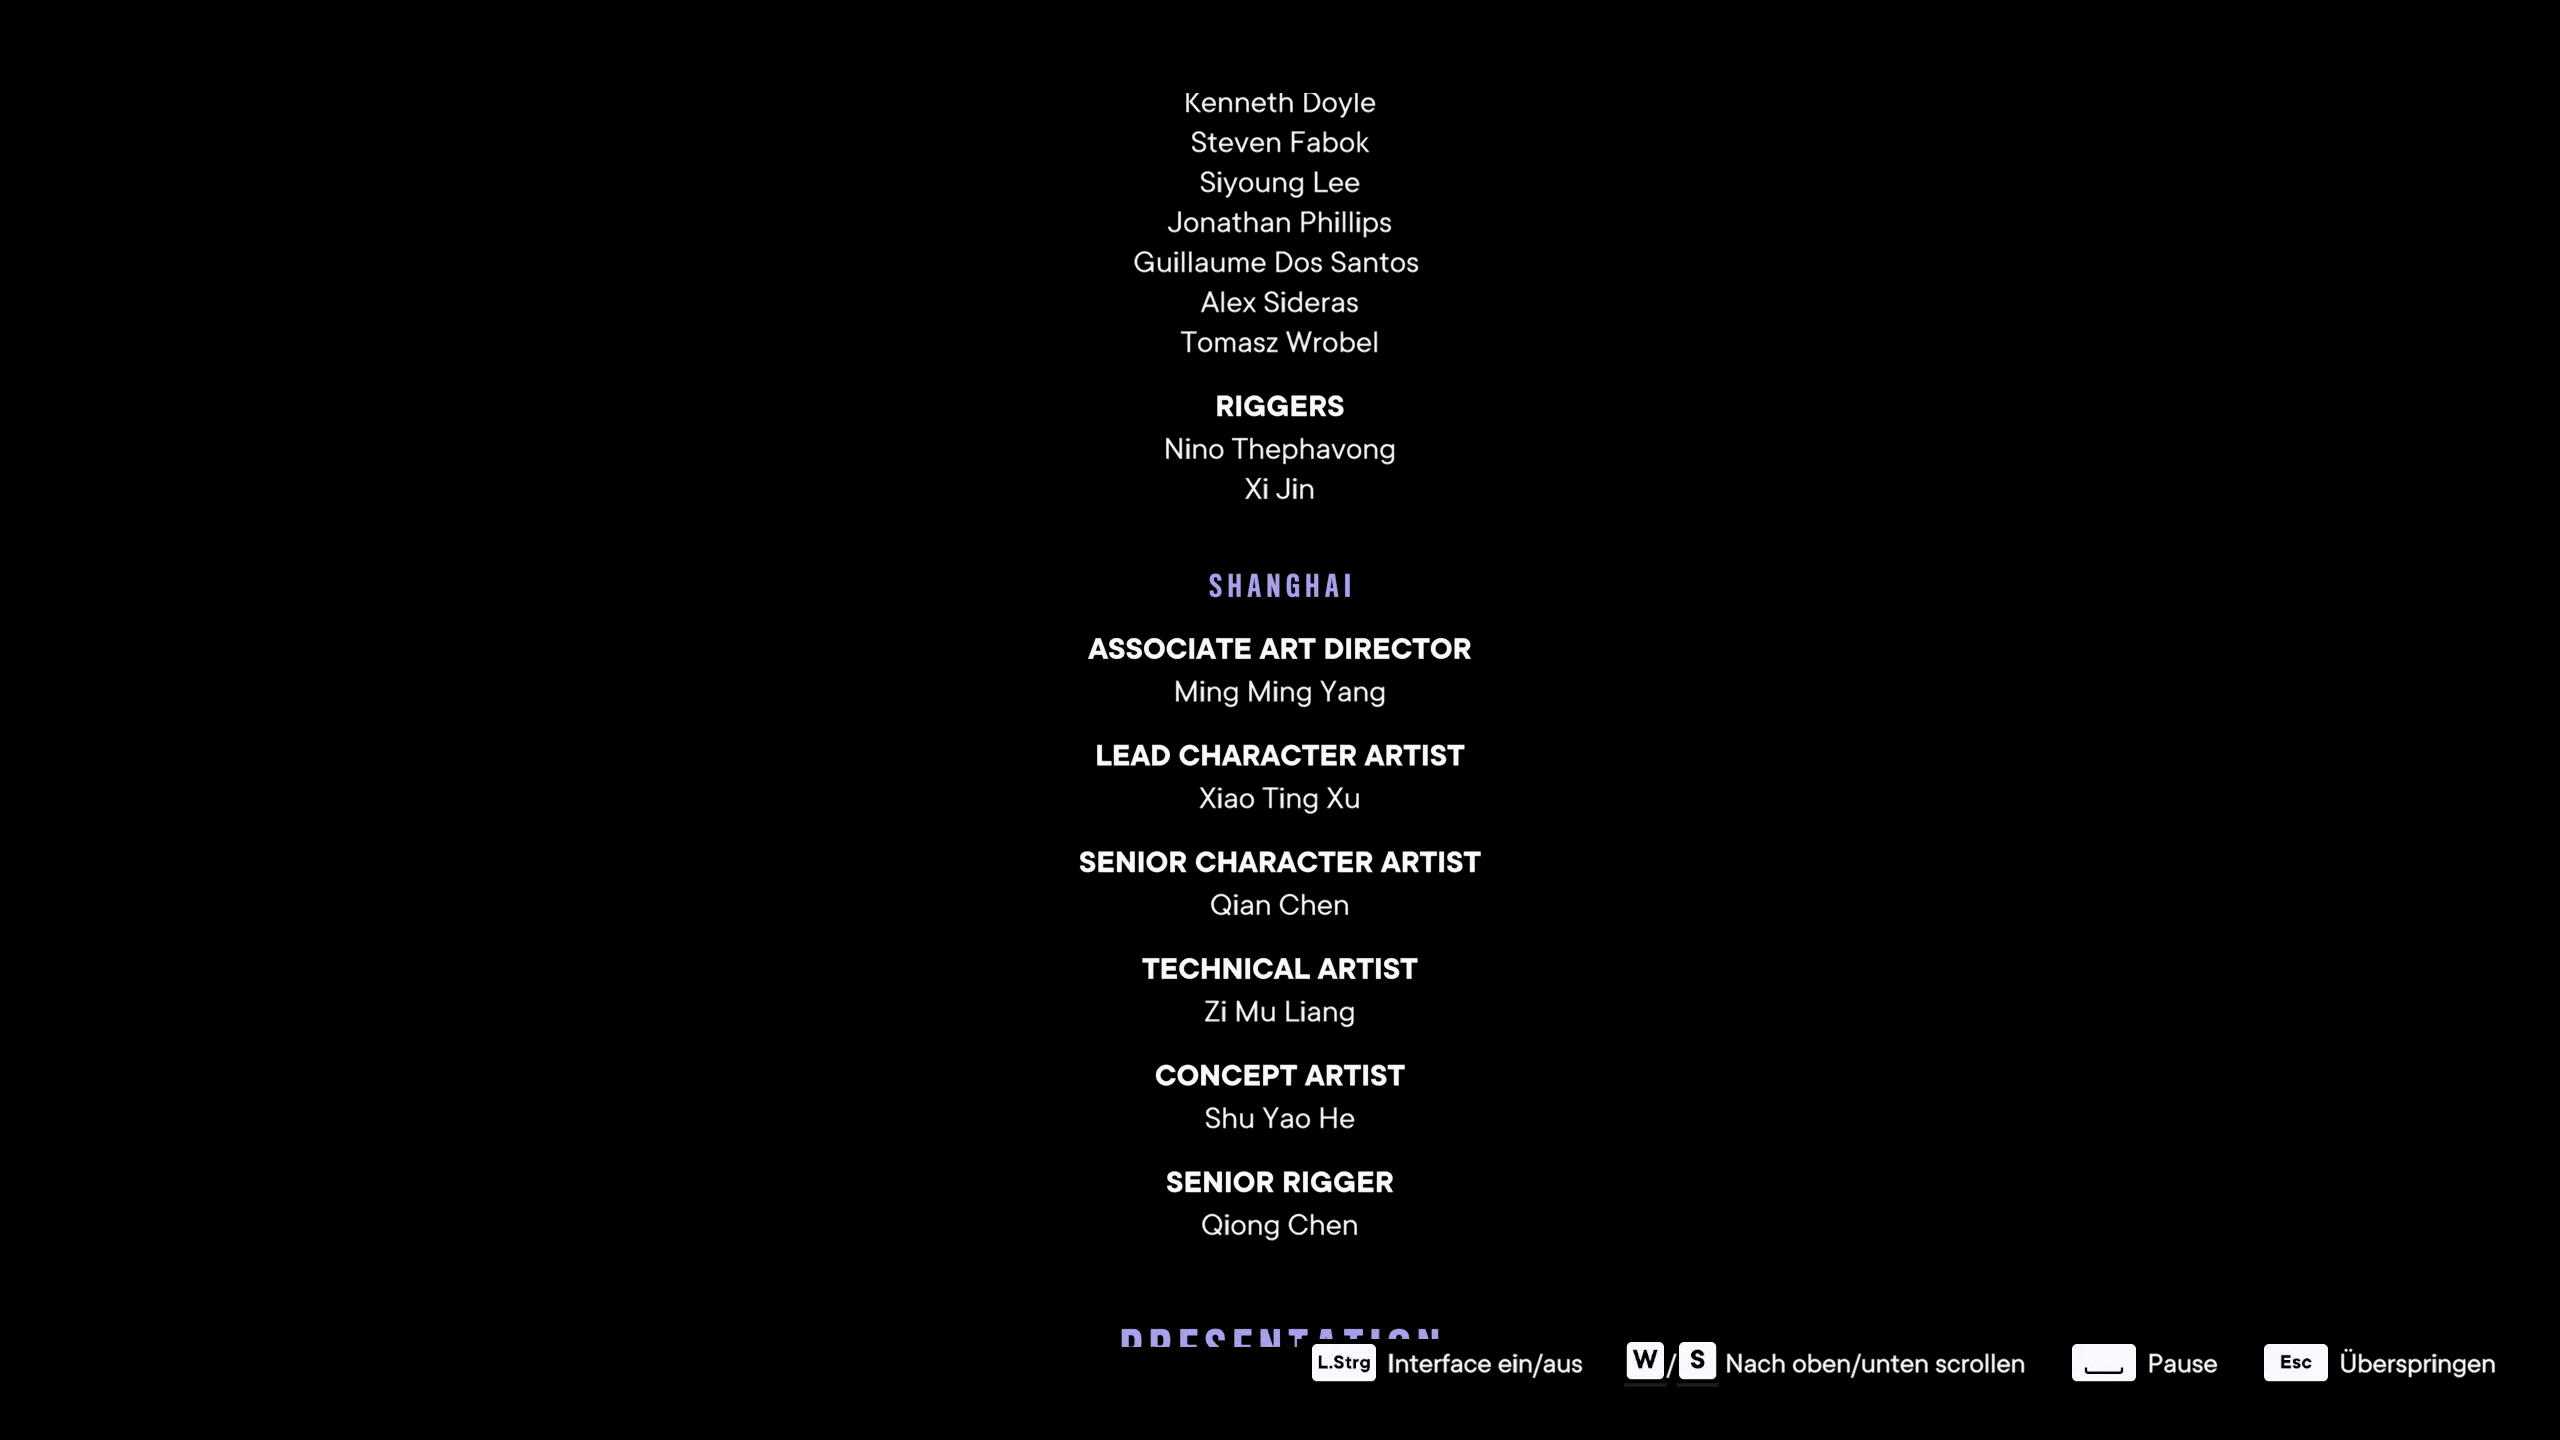 Kenneth Doyle
Steven Fabok
Siyoung Lee
Jonathan Phillips
Guillaume Dos Santos
Alex Sideras
Tomasz Wrobel
RIGGERS
Nino Thephavong
Xi Jin
SHANGHAI
ASSOCIATE ART DIRECTOR
Ming Ming Yang
LEAD CHARACTER ARTIST
Xiao Ting Xu
SENIOR CHARACTER ARTIST
Qian Chen
TECHNICAL ARTIST
Zi Mu Liang
CONCEPT ARTIST
Shu Yao He
SENIOR RIGGER
Qiong Chen
PRESENTATION
L.Strg Interface ein/aus W/S Nach oben/unten scrollen Pause Esc Überspringen